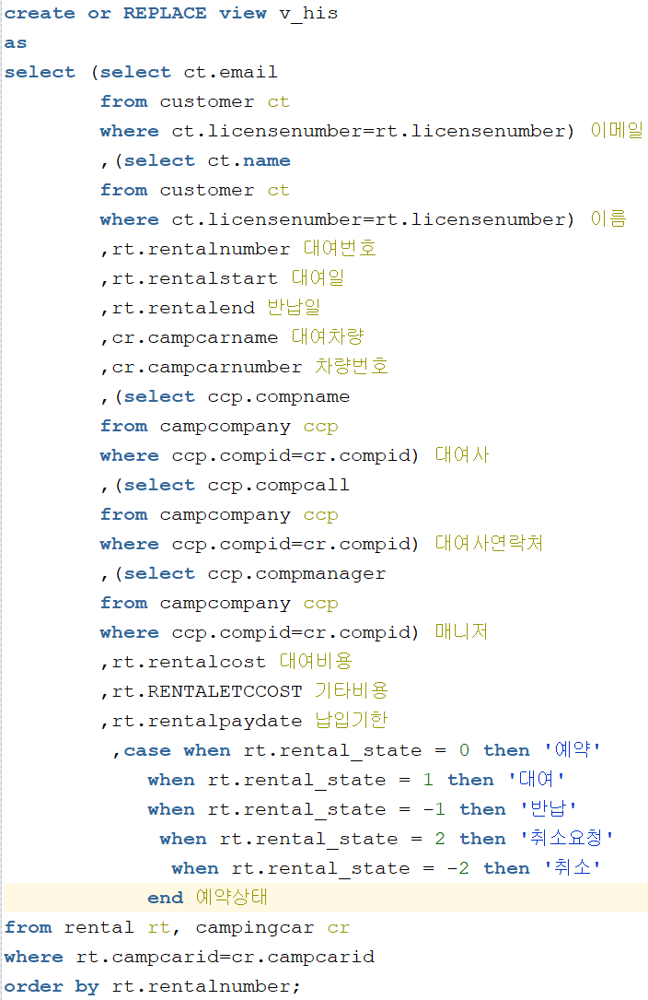 create or REPLACE view v_his
as
select (select ct.email
from customer ct
where ct.licensenumber=rt.licensenumber) 이메일
,(select ct.name
from customer ct
where ct.licensenumber=rt.licensenumber) 이름
,rt.rentalnumber 대여번호
,rt.rentalstart 대여일
,rt.rentalend 반납일
,cr.campcarname 대여차량
,cr.campcarnumber 차량번호
,(select ccp.compname
from campcompany ccp
where ccp.compid=cr.compid) 대여사
,(select ccp.compcall
from campcompany ccp
where ccp.compid=cr.compid) 대여사연락처
,(select ccp.compmanager
from campcompany ccp
where ccp.compid=cr.compid) 매니저
,rt.rentalcost 대여비용
,rt.RENTALETCCOST 기타비용
,rt.rentalpaydate 납입기한
,case when rt.rental_state = 0 then '예약'
when rt.rental_state = 1 then '대여'
when rt.rental_state = -1 then '반납'
when rt.rental_state = 2 then '취소요청'
when rt.rental_state = -2 then '취소'
end 예약상태
from rental rt, campingcar cr
where rt.campcarid=cr.campcarid
order by rt.rentalnumber;